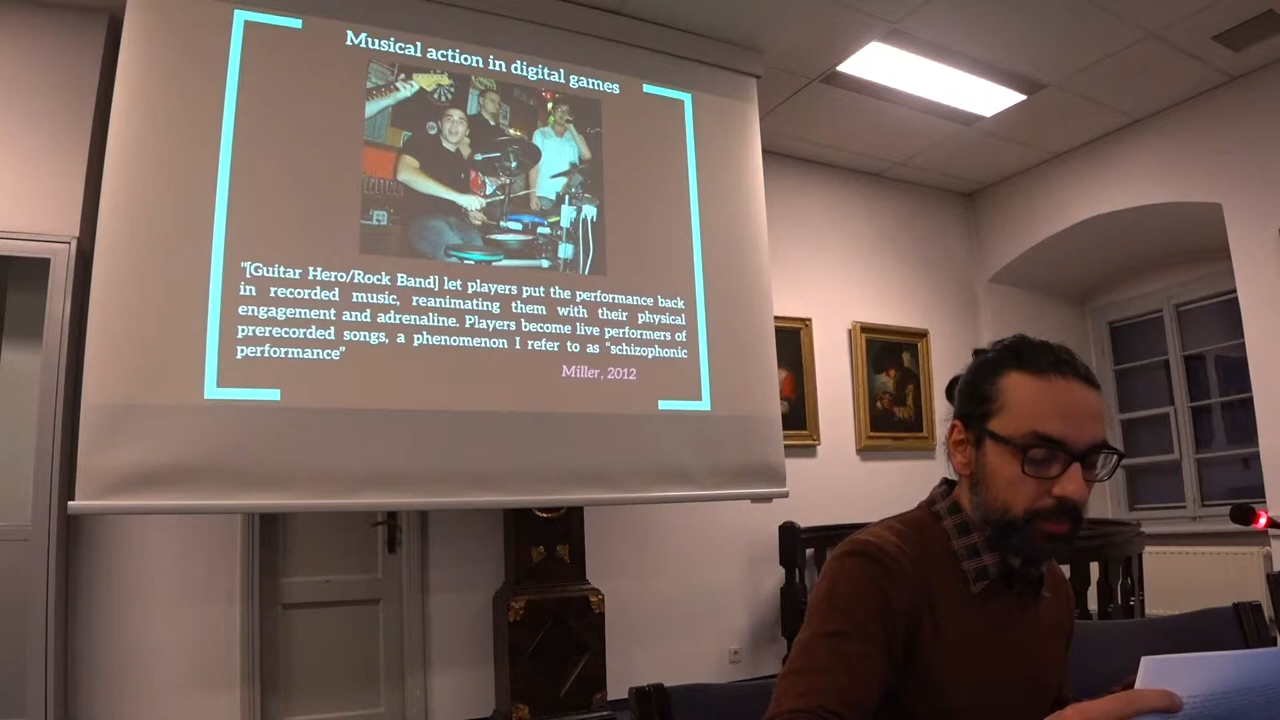 Musical action in digital games
"[Guitar Hero/Rock Band] let players put the performance back
in recorded music, reanimating them with their physical
engagement and adrenaline. Players become live performers of
prerecorded songs, a phenomenon I refer to as “schizophonic
performance”
Miller, 2012